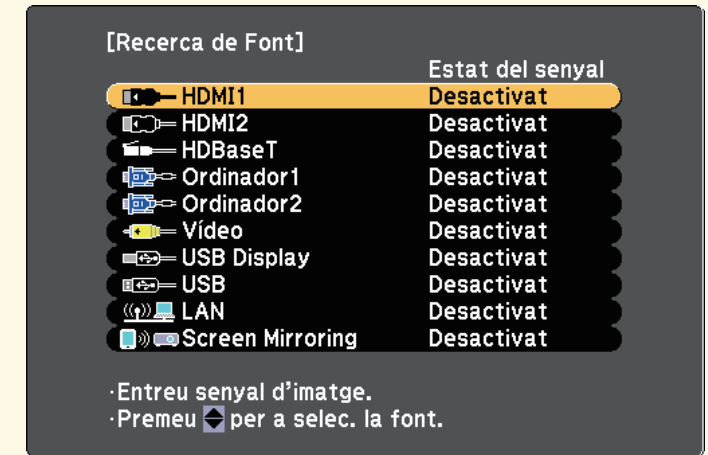 [Recerca de Font]
Estat del senyal
HDMI1 Desactivat
HDMI2 Desactivat
HDBaseT Desactivat
Ordinador1 Desactivat
Ordinador2 Desactivat
Vídeo Desactivat
USB Display Desactivat
USB Desactivat
LAN Desactivat
Screen Mirroring Desactivat
·Entreu senyal d’imatge.
·Premeu per a selec. la font.